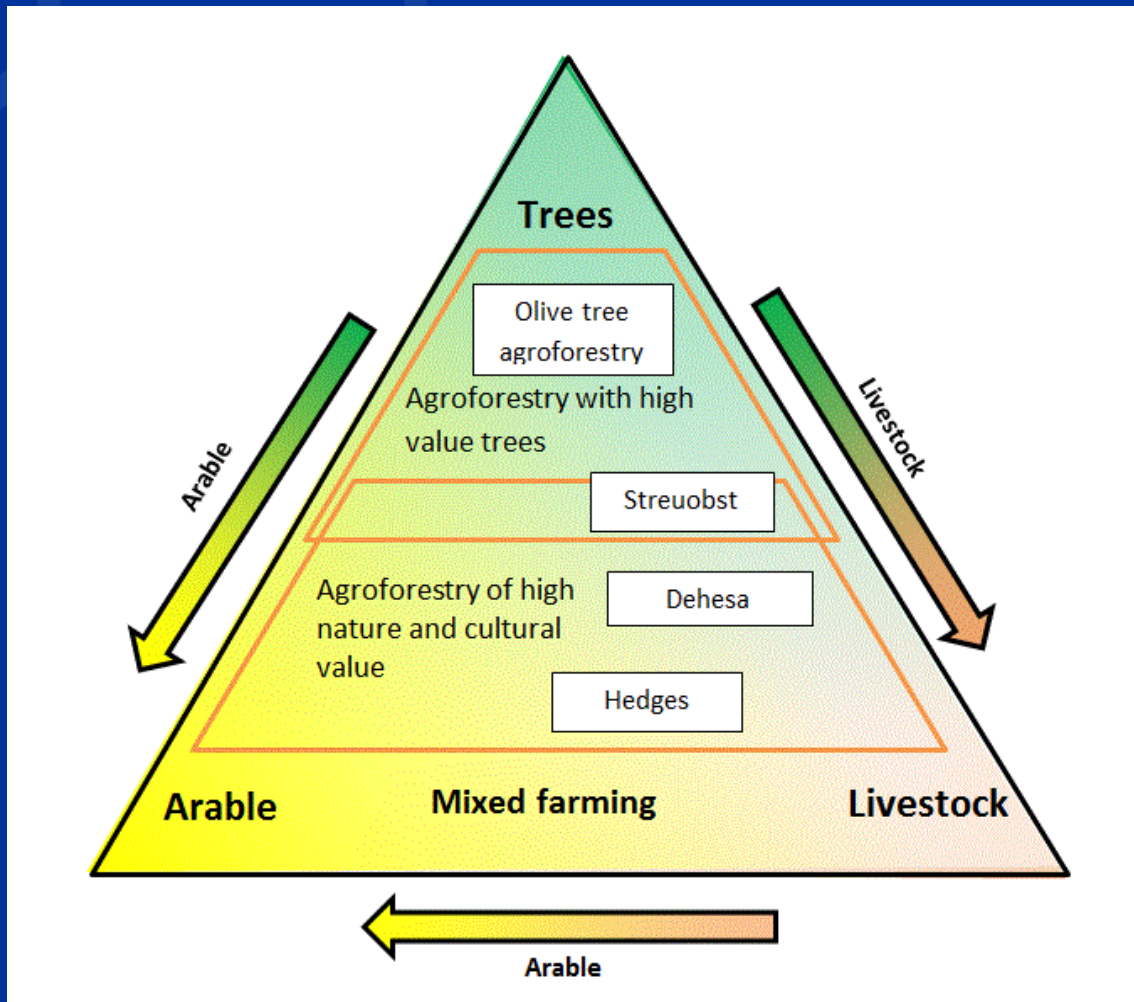 Trees
Olive tree
agroforestry
Agroforestry with high
value trees
Arable
Livestock
Streuobst
Agroforestry of high
nature and cultural
value
Dehesa
Hedges
Arable
Mixed farming
Livestock
Arable